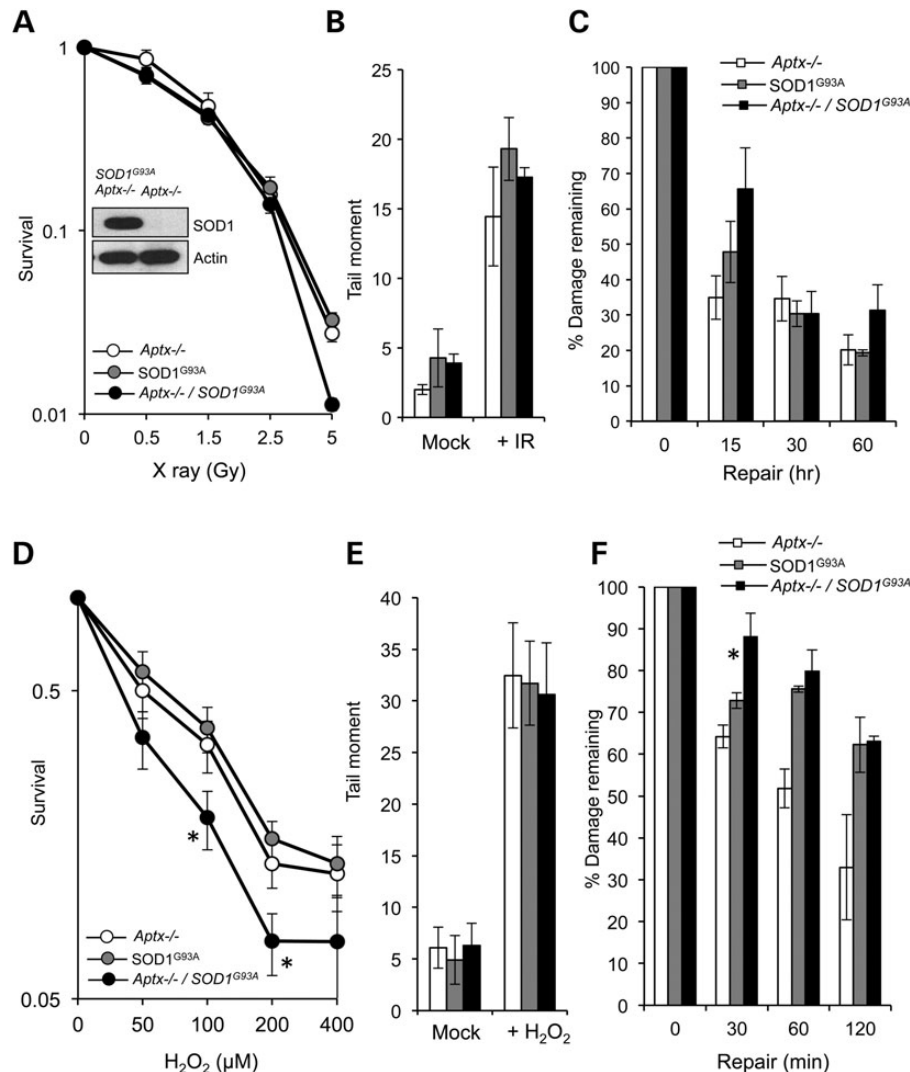 A
1
0.1
0.01
Survival
SOD1ᴳ⁹³ᴬ
Aptx-/- Aptx-/-
SOD1
Actin
Aptx-/-
SOD1ᴳ⁹³ᴬ
Aptx-/- / SOD1ᴳ⁹³ᴬ
0 0.5 1.5 2.5 5
X ray (Gy)
B
25
20
15
10
5
0
Tail moment
Mock + IR
C
Aptx-/-
SOD1ᴳ⁹³ᴬ
Aptx-/- / SOD1ᴳ⁹³ᴬ
100
90
80
70
60
50
40
30
20
10
0
% Damage remaining
0 15 30 60
Repair (hr)
D
0.5
0.05
Survival
*
*
Aptx-/-
SOD1ᴳ⁹³ᴬ
Aptx-/- / SOD1ᴳ⁹³ᴬ
0 50 100 200 400
H₂O₂ (µM)
E
40
35
30
25
20
15
10
5
0
Tail moment
Mock + H₂O₂
F
Aptx-/-
SOD1ᴳ⁹³ᴬ
Aptx-/- / SOD1ᴳ⁹³ᴬ
100
90
80
70
60
50
40
30
20
10
0
% Damage remaining
*
0 30 60 120
Repair (min)